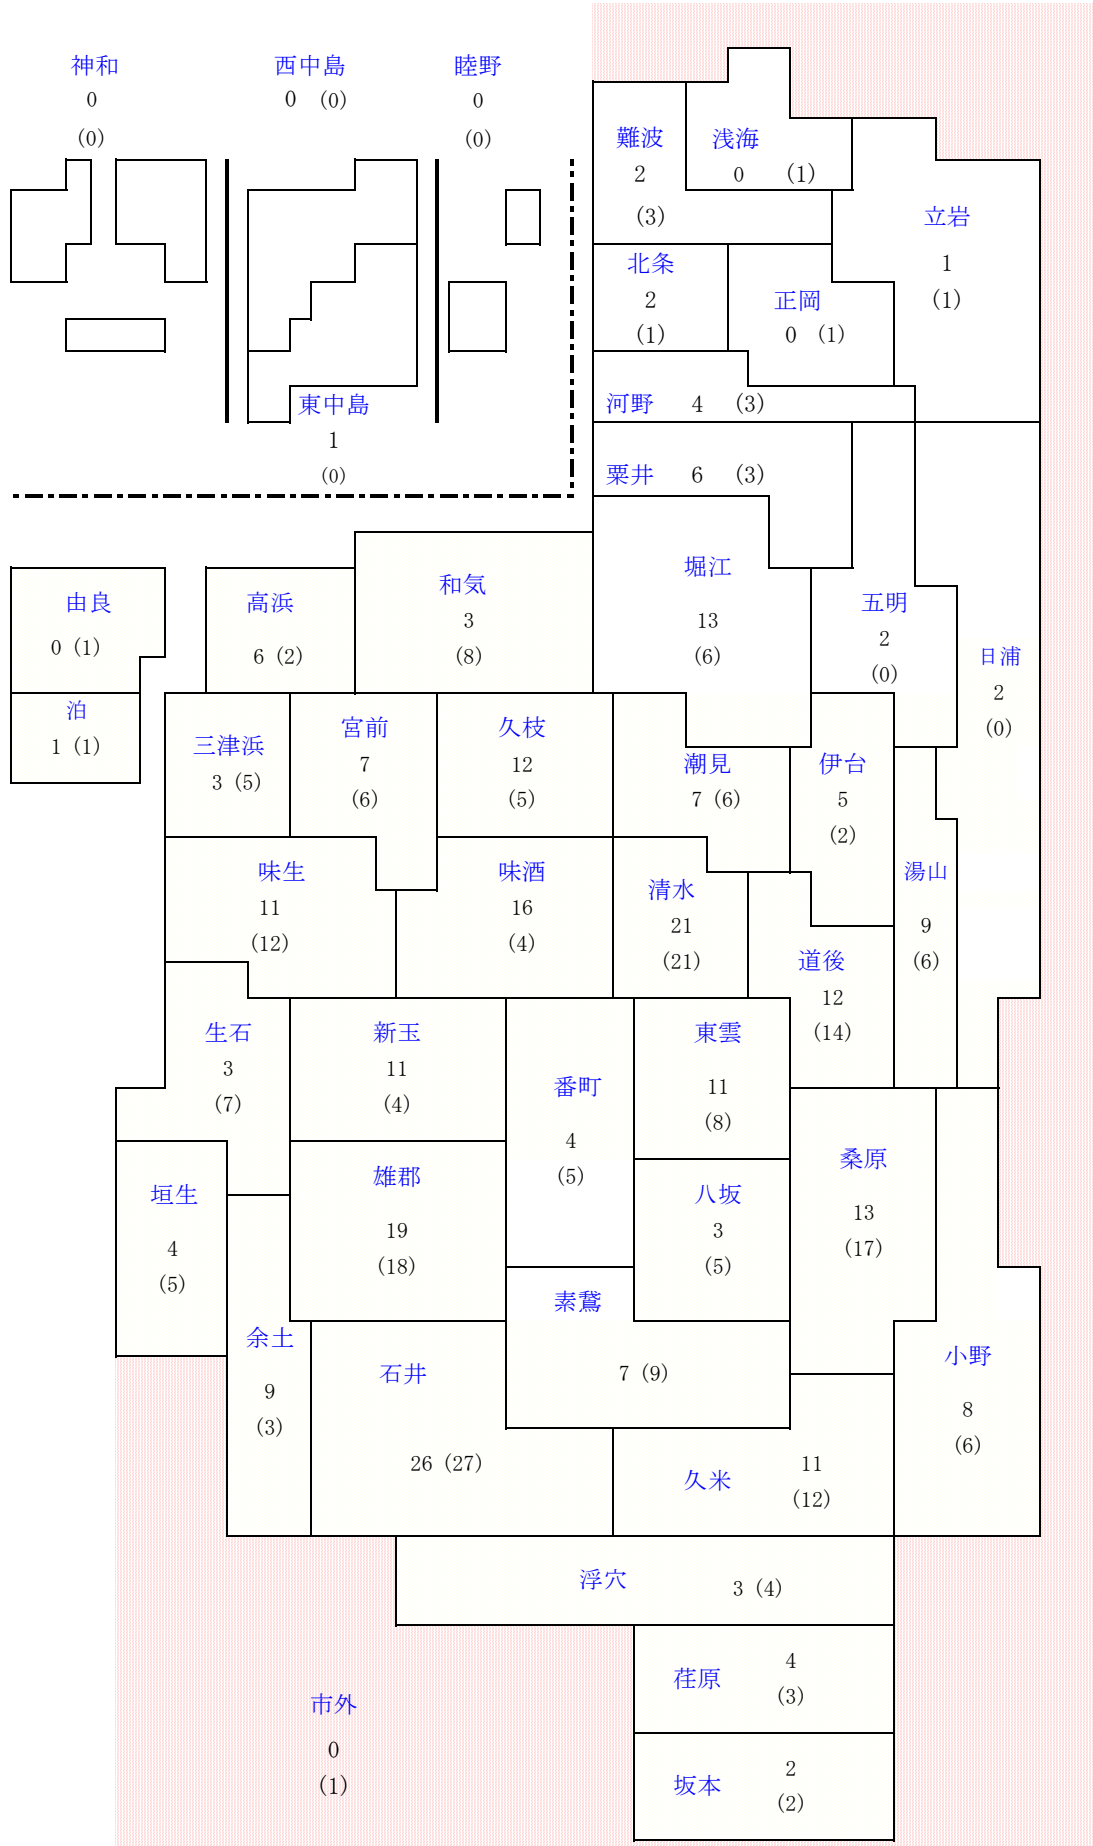 神和
0
(0)
西中島
0 (0)
睦野
0
(0)
難波
2
(3)
浅海
0 (1)
立岩
1
(1)
北条
2
(1)
正岡
0 (1)
東中島
1
(0)
河野 4 (3)
粟井 6 (3)
堀江
13
(6)
和気
3
(8)
高浜
6 (2)
由良
0 (1)
五明
2
(0)
日浦
2
(0)
泊
1 (1)
三津浜
3 (5)
宮前
7
(6)
久枝
12
(5)
潮見
7 (6)
伊台
5
(2)
味生
11
(12)
味酒
16
(4)
清水
21
(21)
湯山
9
(6)
道後
12
(14)
生石
3
(7)
新玉
11
(4)
番町
4
(5)
東雲
11
(8)
桑原
13
(17)
垣生
4
(5)
雄郡
19
(18)
八坂
3
(5)
素鵞
7 (9)
余土
9
(3)
石井
26 (27)
小野
8
(6)
久米
11
(12)
浮穴 3 (4)
荏原
4
(3)
市外
0
(1)
坂本
2
(2)